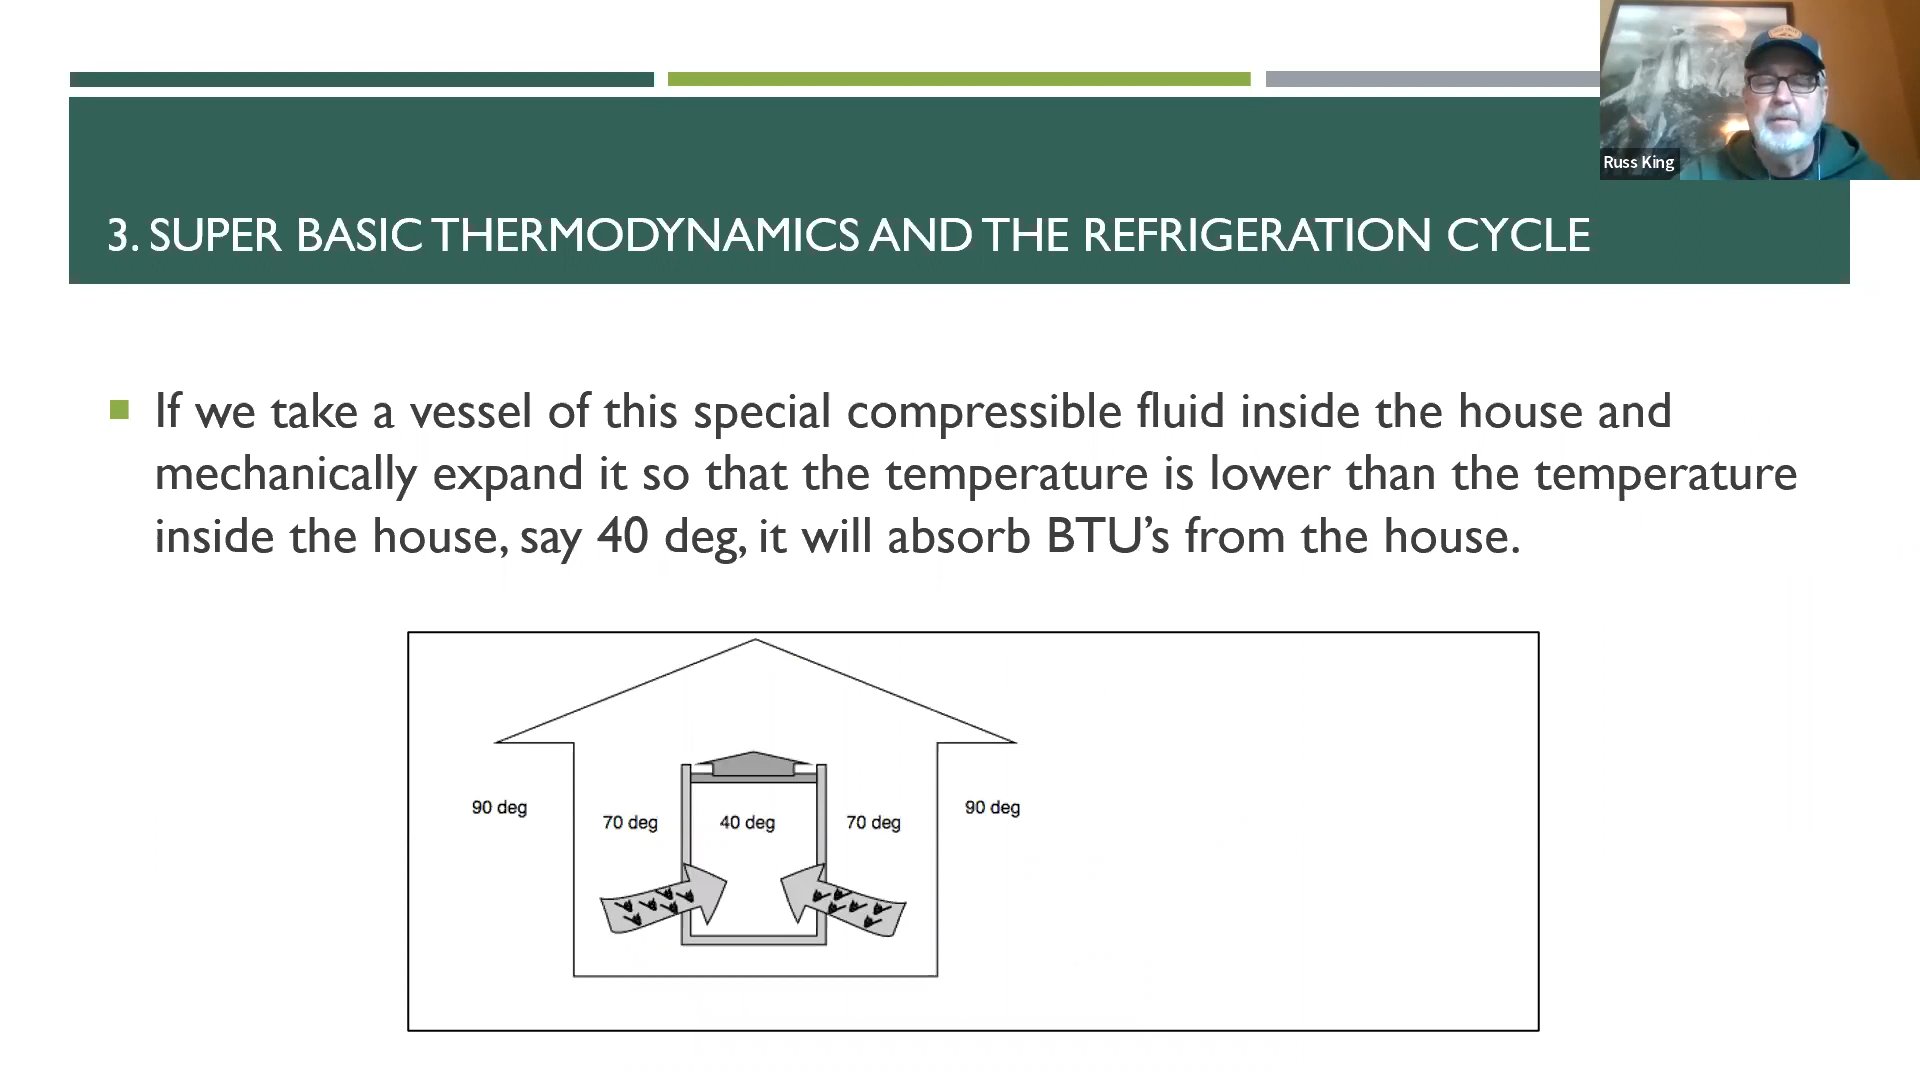 Russ King
3. SUPER BASIC THERMODYNAMICS AND THE REFRIGERATION CYCLE
If we take a vessel of this special compressible fluid inside the house and
mechanically expand it so that the temperature is lower than the temperature
inside the house, say 40 deg, it will absorb BTU’s from the house.
90 deg
70 deg
40 deg
70 deg
90 deg